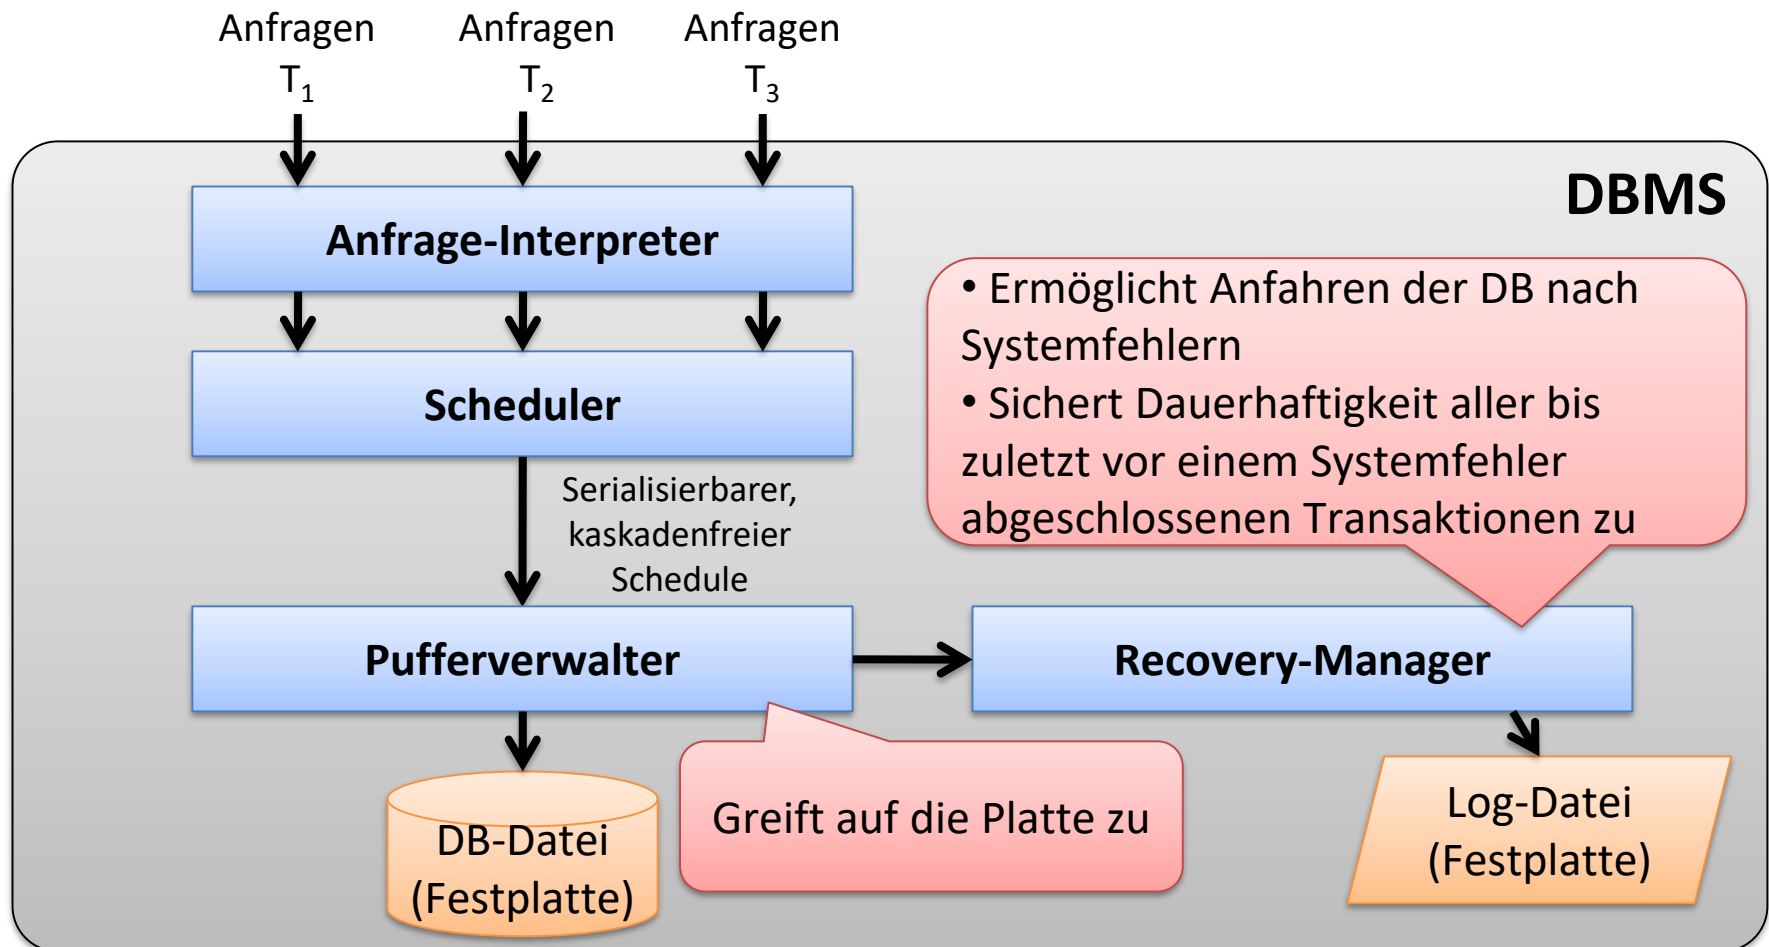 Anfragen Anfragen Anfragen
T1 T2 T3
DBMS
Anfrage-Interpreter
• Ermöglicht Anfahren der DB nach
Systemfehlern
• Sichert Dauerhaftigkeit aller bis
zuletzt vor einem Systemfehler
abgeschlossenen Transaktionen zu
Scheduler
Serialisierbarer,
kaskadenfreier
Schedule
Pufferverwalter
Recovery-Manager
Greift auf die Platte zu
DB-Datei
(Festplatte)
Log-Datei
(Festplatte)